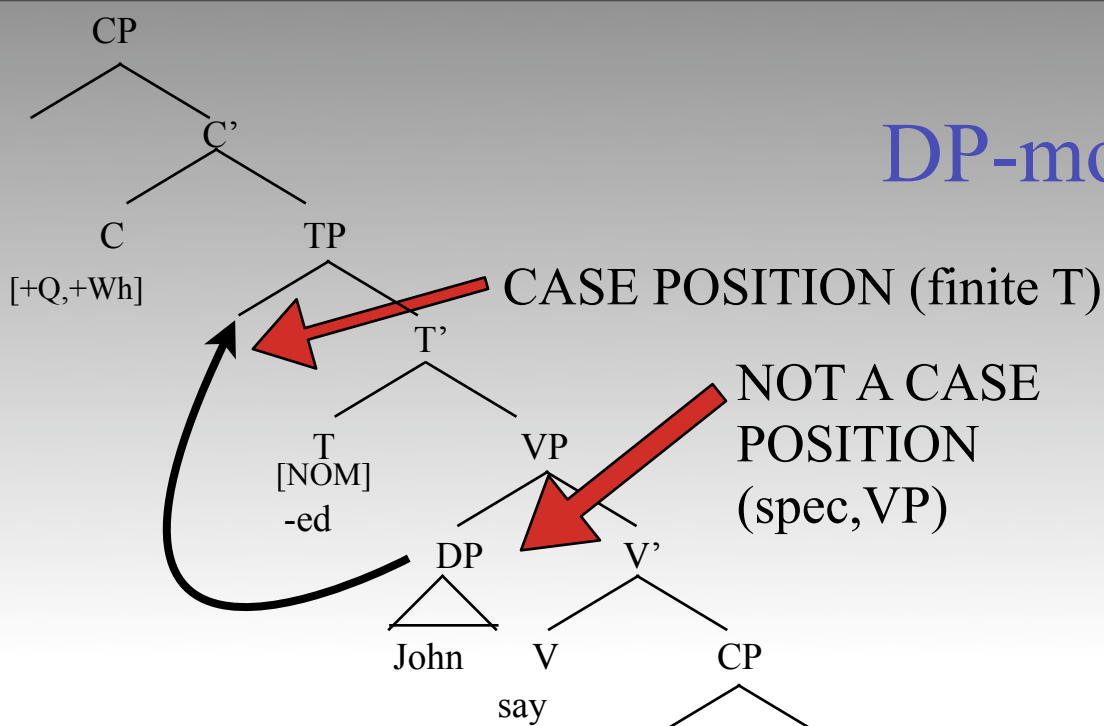 CP
C’
DP-mo
C
TP
[+Q,+Wh]
CASE POSITION (finite T)
T’
NOT A CASE
POSITION
(spec,VP)
T
VP
[NOM]
-ed
DP
V’
John
V
CP
say